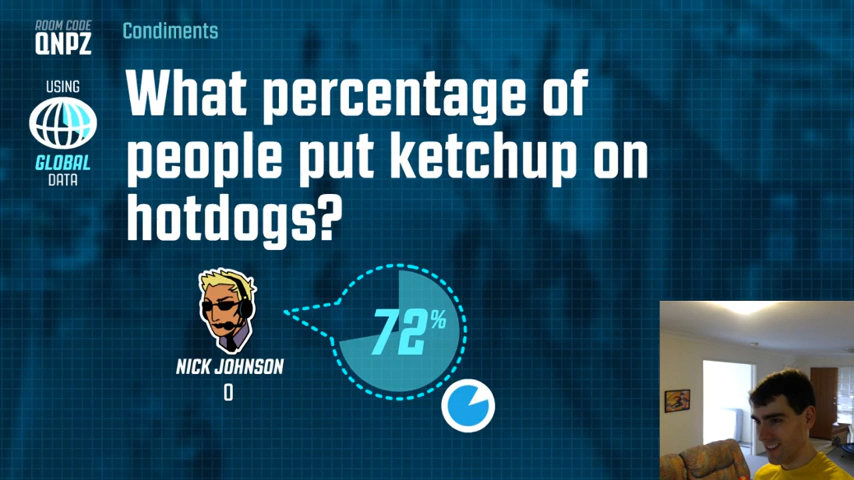 ROOM CODE
QNPZ
Condiments
USING
GLOBAL
DATA
What percentage of
people put ketchup on
hotdogs?
72%
NICK JOHNSON
0